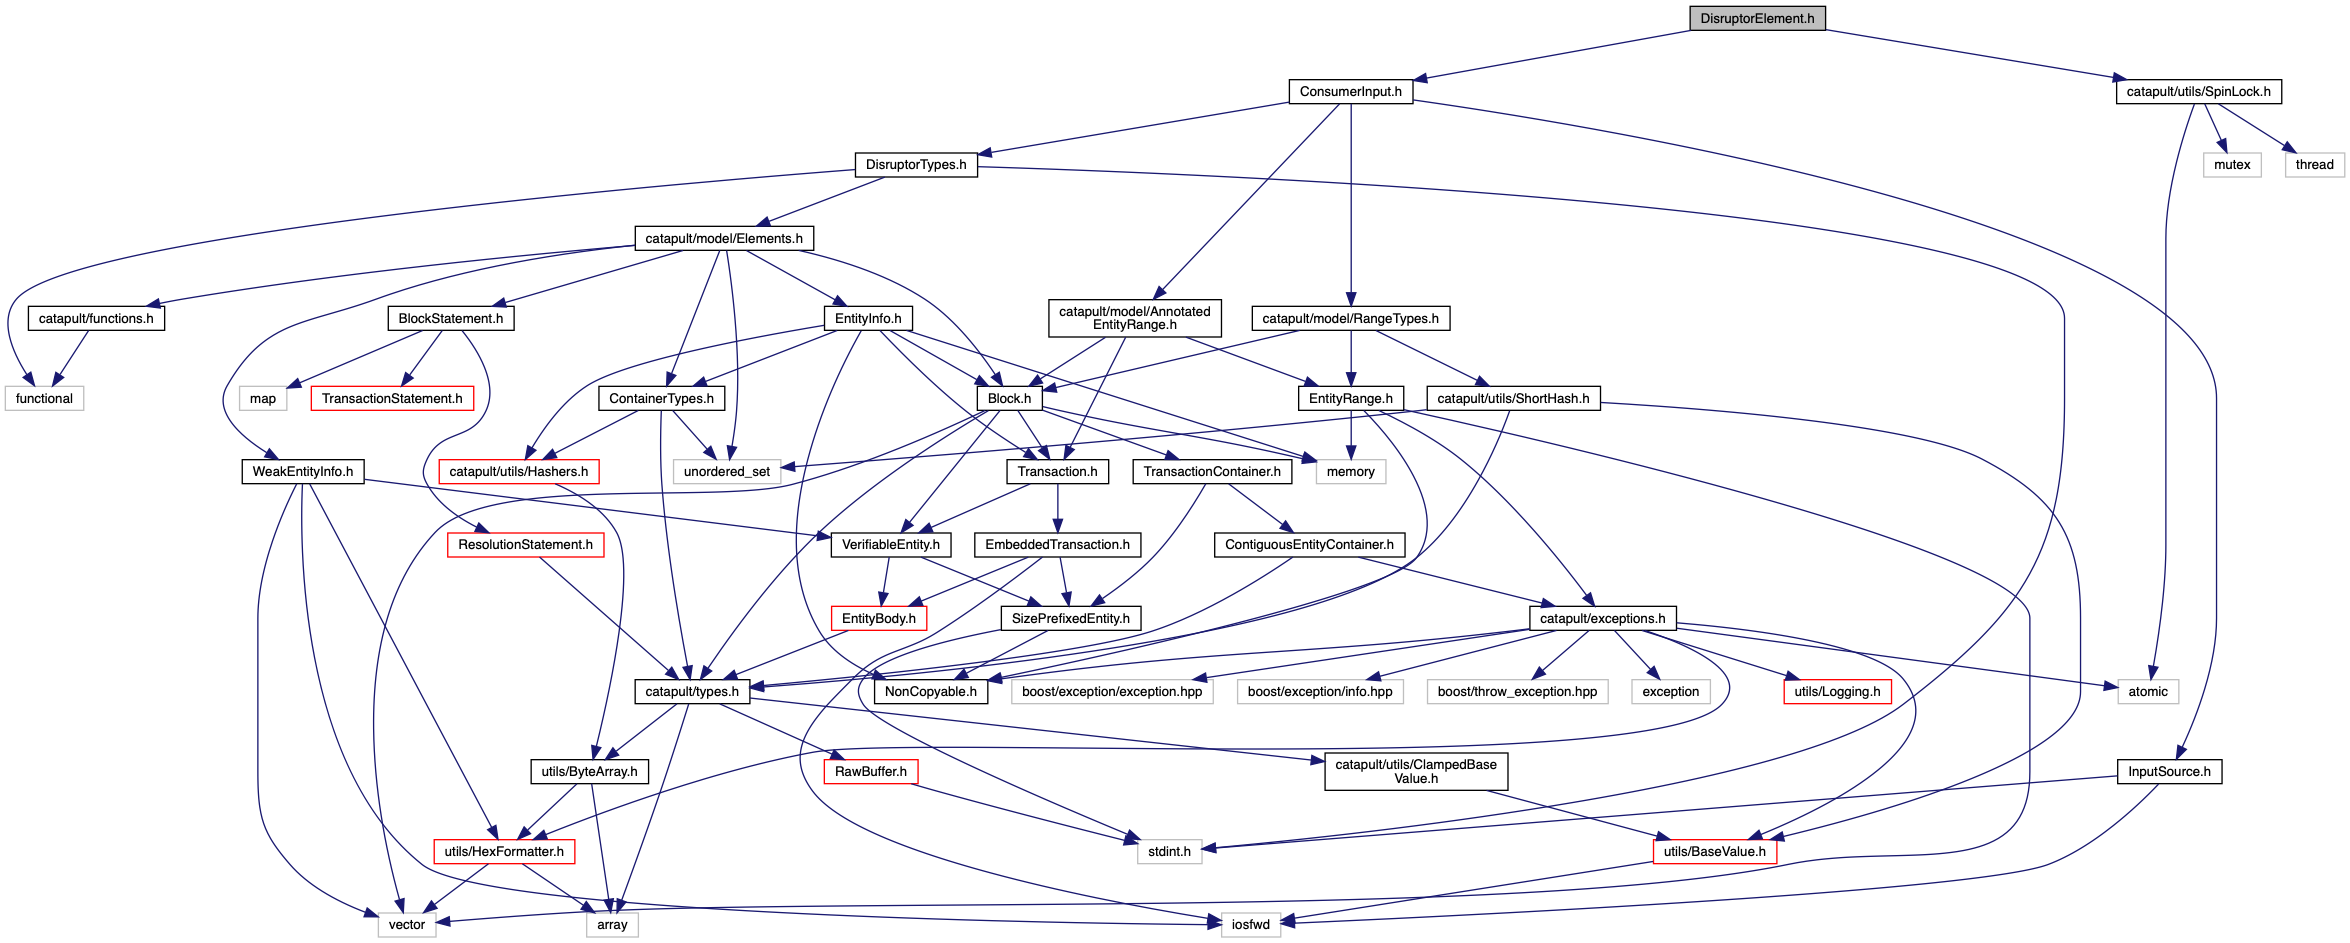 DisruptorElement.h
ConsumerInput.h
catapult/utils/SpinLock.h
DisruptorTypes.h
mutex
thread
catapult/model/Elements.h
catapult/functions.h
BlockStatement.h
EntityInfo.h
catapult/model/Annotated
EntityRange.h
catapult/model/RangeTypes.h
functional
map
TransactionStatement.h
ContainerTypes.h
Block.h
EntityRange.h
catapult/utils/ShortHash.h
WeakEntityInfo.h
catapult/utils/Hashers.h
unordered_set
Transaction.h
TransactionContainer.h
memory
ResolutionStatement.h
VerifiableEntity.h
EmbeddedTransaction.h
ContiguousEntityContainer.h
EntityBody.h
SizePrefixedEntity.h
catapult/exceptions.h
catapult/types.h
NonCopyable.h
boost/exception/exception.hpp
boost/exception/info.hpp
boost/throw_exception.hpp
exception
utils/Logging.h
atomic
utils/ByteArray.h
RawBuffer.h
catapult/utils/ClampedBase
Value.h
InputSource.h
utils/HexFormatter.h
stdint.h
utils/BaseValue.h
vector
array
iosfwd